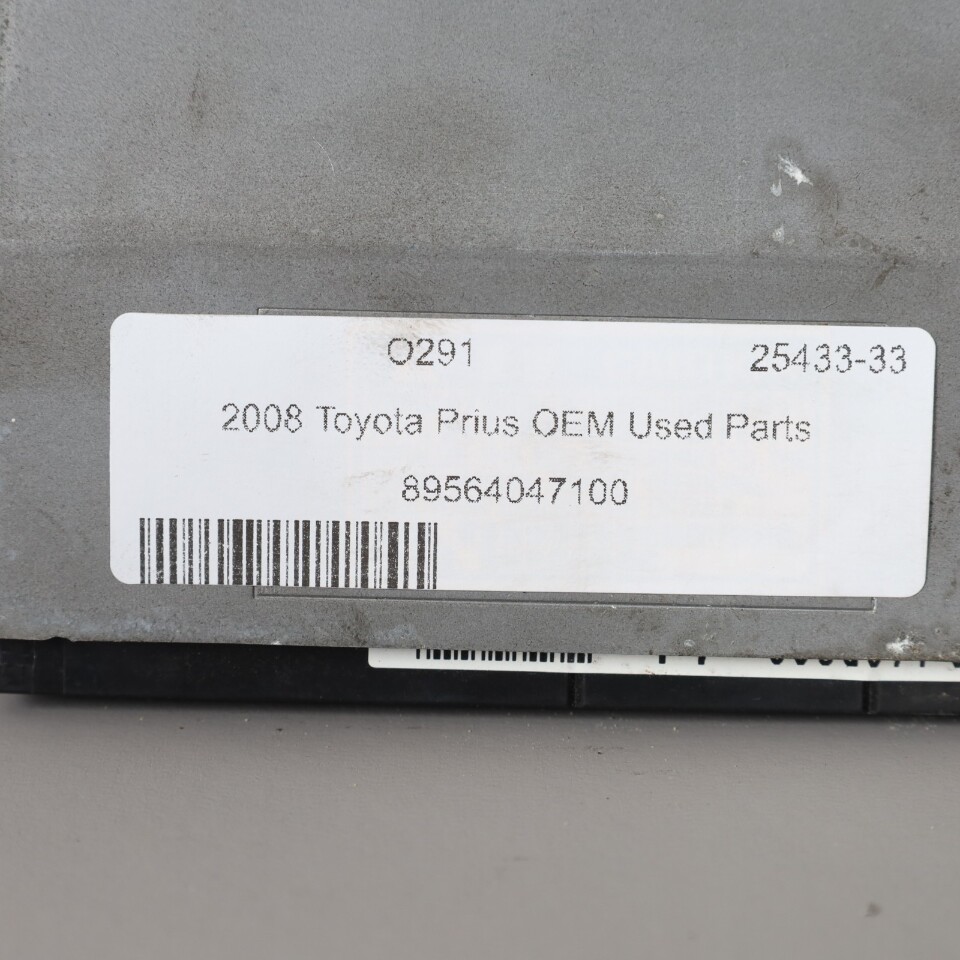 O291 25433-33
2008 Toyota Prius OEM Used Parts
89564047100